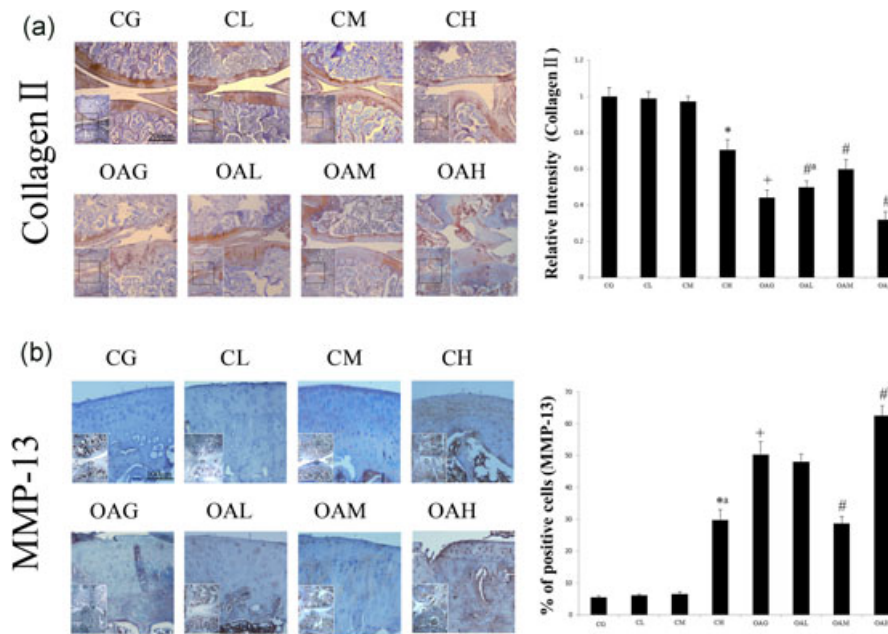 (a)
CG CL CM CH
Collagen Ⅱ
OAG OAL OAM OAH
Relative Intensity (Collagen Ⅱ)
1.2
1
0.8
0.6
0.4
0.2
0
* + #ª # #
CG CL CM CH OAG OAL OAM
(b)
CG CL CM CH
MMP-13
OAG OAL OAM OAH
% of positive cells (MMP-13)
70
60
50
40
30
20
10
0
*ª + # #
CG CL CM CH OAG OAL OAM